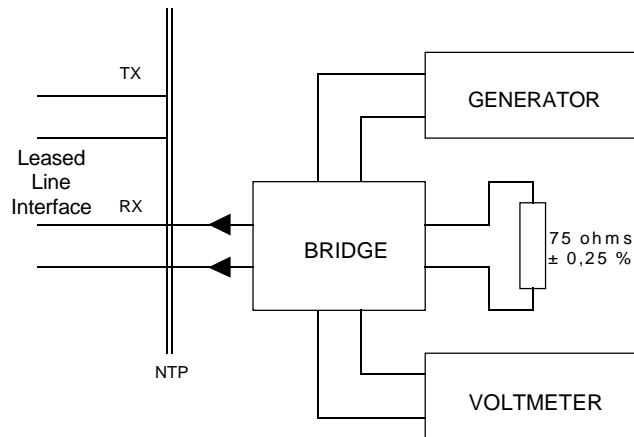 TX
GENERATOR
Leased
Line
Interface
RX
BRIDGE
75 ohms
± 0,25 %
NTP
VOLTMETER